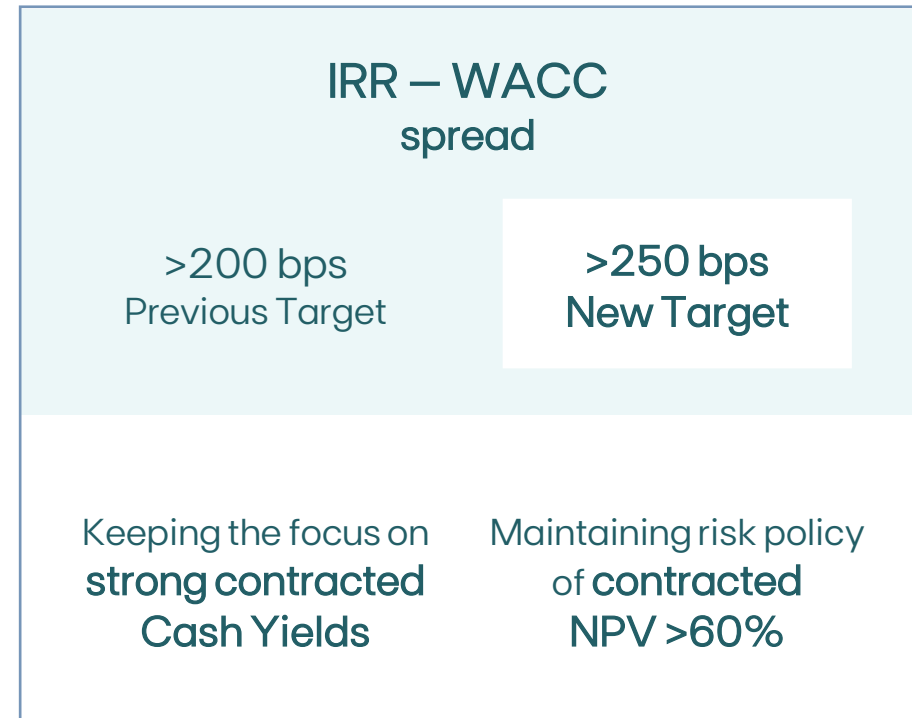 IRR – WACC
spread
>200 bps
Previous Target
>250 bps
New Target
Keeping the focus on
strong contracted
Cash Yields
Maintaining risk policy
of contracted
NPV >60%